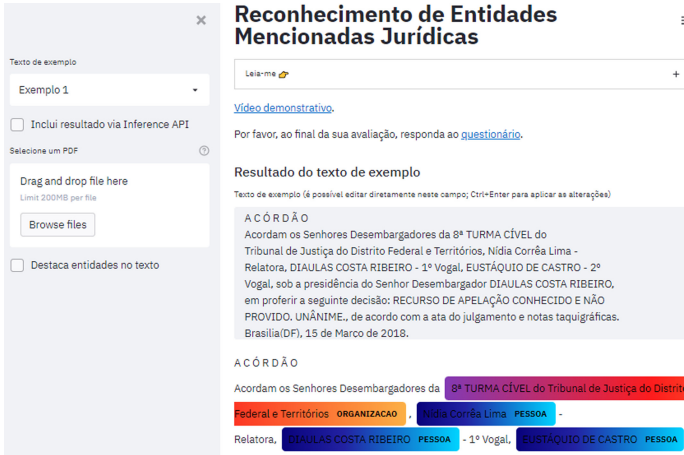 Texto de exemplo
Exemplo 1
Inclui resultado via Inference API
Selecione um PDF
Drag and drop file here
Limit 200MB per file
Browse files
Destaca entidades no texto
Reconhecimento de Entidades
Mencionadas Jurídicas
Leia-me 👉 +
Vídeo demonstrativo.
Por favor, ao final da sua avaliação, responda ao questionário.
Resultado do texto de exemplo
Texto de exemplo (é possível editar diretamente neste campo; Ctrl+Enter para aplicar as alterações)
A C Ó R D Ã O
Acordam os Senhores Desembargadores da 8ª TURMA CÍVEL do
Tribunal de Justiça do Distrito Federal e Territórios, Nídia Corrêa Lima -
Relatora, DIAULAS COSTA RIBEIRO - 1º Vogal, EUSTÁQUIO DE CASTRO - 2º
Vogal, sob a presidência do Senhor Desembargador DIAULAS COSTA RIBEIRO,
em proferir a seguinte decisão: RECURSO DE APELAÇÃO CONHECIDO E NÃO
PROVIDO. UNÂNIME., de acordo com a ata do julgamento e notas taquigráficas.
Brasilia(DF), 15 de Marco de 2018.
A C Ó R D Ã O
Acordam os Senhores Desembargadores da 8ª TURMA CÍVEL do Tribunal de Justiça do Distrito
Federal e Territórios ORGANIZACAO , Nídia Corrêa Lima PESSOA -
Relatora, DIAULAS COSTA RIBEIRO PESSOA - 1º Vogal, EUSTÁQUIO DE CASTRO PESSOA